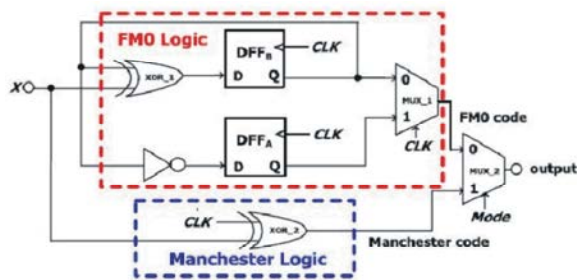 FM0 Logic
DFFB
CLK
D
Q
XOR_1
X
0
1
MUX_1
CLK
FM0 code
DFFA
CLK
D
Q
0
1
MUX_2
output
Mode
CLK
XOR_2
Manchester code
Manchester Logic